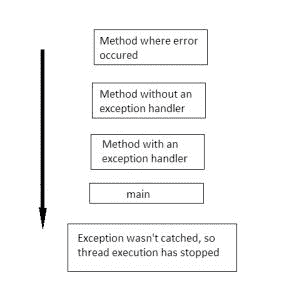 Method where error
occured
Method without an
exception handler
Method with an
exception handler
main
Exception wasn't catched, so
thread execution has stopped